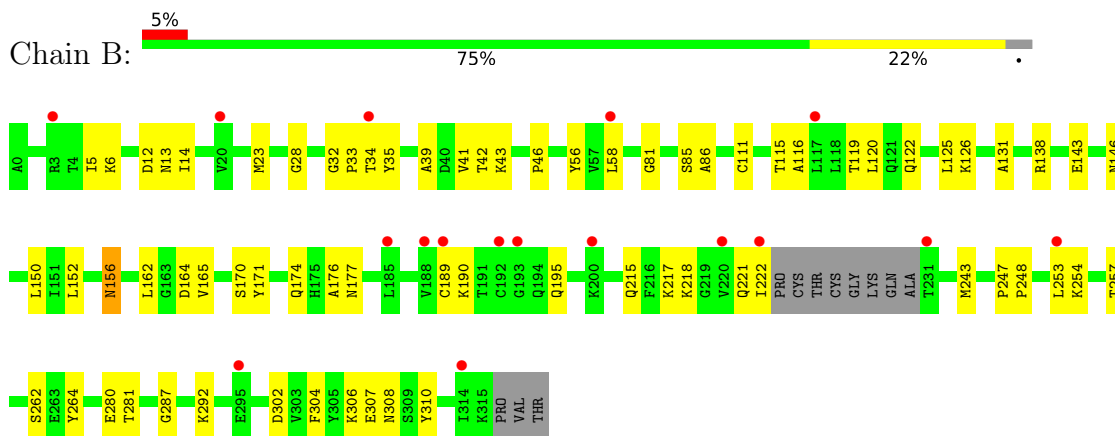 5%
Chain B:
75% 22% •
A0 R3 T4 I5 K6 D12 N13 I14 V20 M23 G28 G32 P33 T34 Y35 A39 D40 V41 T42 K43 P46 Y56 V57 L58 G81 S85 A86 C111 T115 A116 L117 L118 T119 L120 Q121 Q122 L125 K126 A131 R138 E143 N146
L150 I151 L152 N156 L162 G163 D164 V165 S170 Y171 Q174 H175 A176 N177 L185 V188 C189 K190 T191 C192 G193 Q194 Q195 K200 Q215 F216 K217 K218 G219 V220 Q221 I222 PRO CYS THR CYS GLY LYS GLN ALA T231 M243 P247 P248 L253 K254 T257
S262 E263 Y264 E280 T281 G287 K292 E295 D302 V303 F304 Y305 K306 E307 N308 S309 Y310 I314 K315 PRO VAL THR